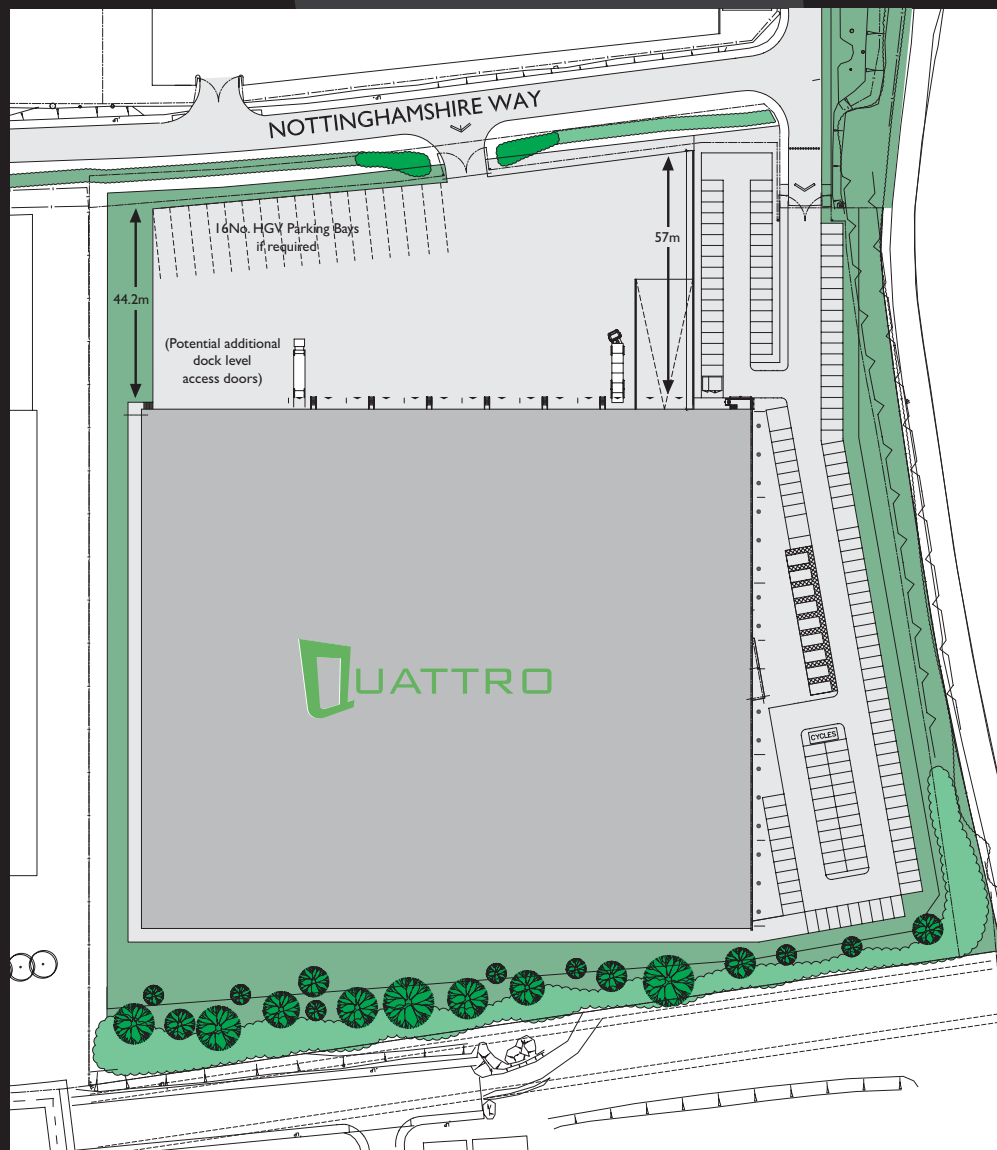 NOTTINGHAMSHIRE WAY
16No. HGV Parking Bays
if required
57m
44.2m
(Potential additional
dock level
access doors)
QUATTRO
CYCLES